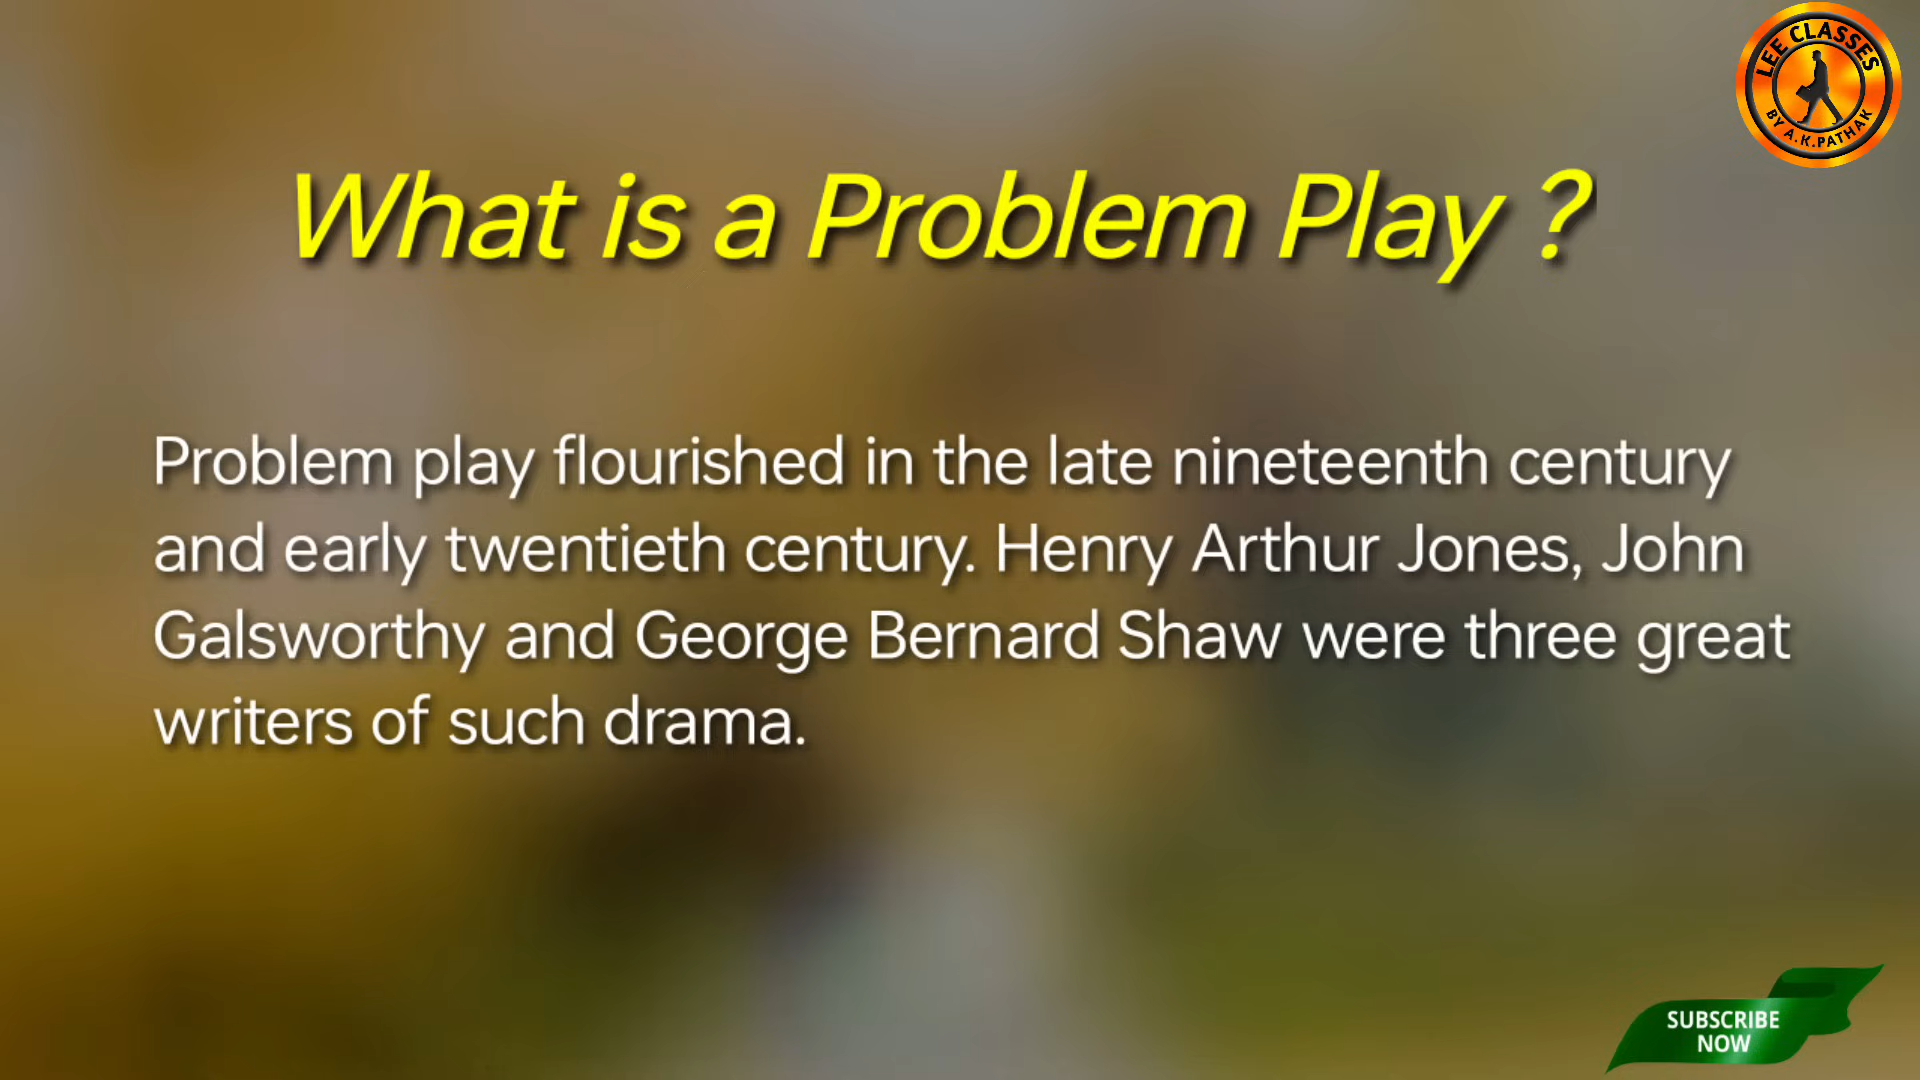 LEE CLASSES
BY A.K.PATHAK
What is a Problem Play ?
Problem play flourished in the late nineteenth century
and early twentieth century. Henry Arthur Jones, John
Galsworthy and George Bernard Shaw were three great
writers of such drama.
SUBSCRIBE
NOW